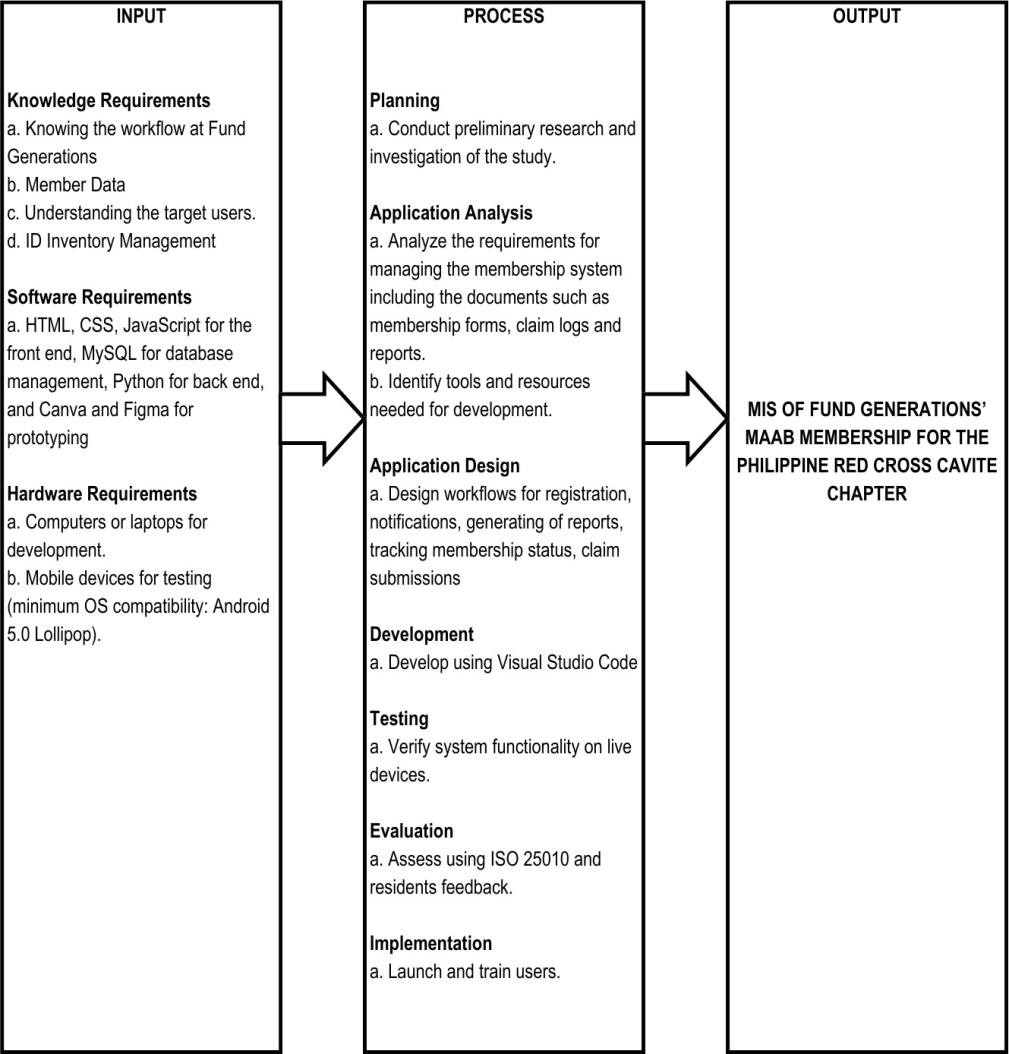 INPUT
Knowledge Requirements
a. Knowing the workflow at Fund
Generations
b. Member Data
c. Understanding the target users.
d. ID Inventory Management
Software Requirements
a. HTML, CSS, JavaScript for the
front end, MySQL for database
management, Python for back end,
and Canva and Figma for
prototyping
Hardware Requirements
a. Computers or laptops for
development.
b. Mobile devices for testing
(minimum OS compatibility: Android
5.0 Lollipop).
PROCESS
Planning
a. Conduct preliminary research and
investigation of the study.
Application Analysis
a. Analyze the requirements for
managing the membership system
including the documents such as
membership forms, claim logs and
reports.
b. Identify tools and resources
needed for development.
Application Design
a. Design workflows for registration,
notifications, generating of reports,
tracking membership status, claim
submissions
Development
a. Develop using Visual Studio Code
Testing
a. Verify system functionality on live
devices.
Evaluation
a. Assess using ISO 25010 and
residents feedback.
Implementation
a. Launch and train users.
OUTPUT
MIS OF FUND GENERATIONS’
MAAB MEMBERSHIP FOR THE
PHILIPPINE RED CROSS CAVITE
CHAPTER